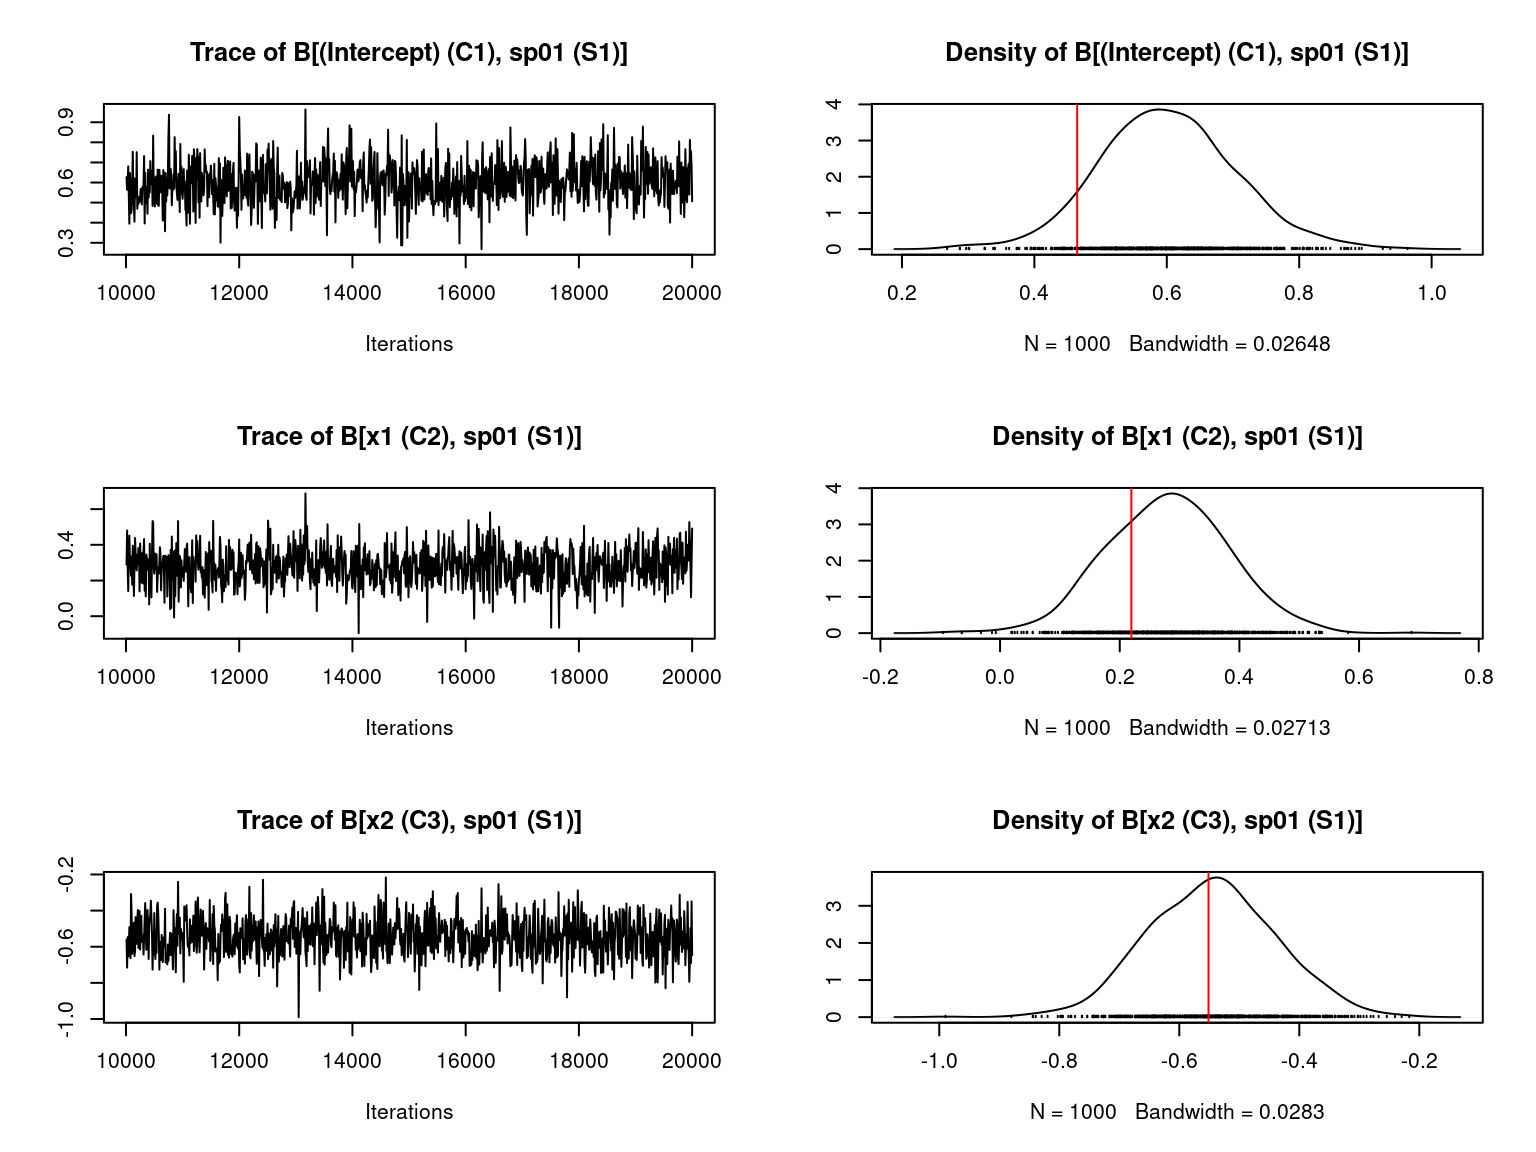 Trace of B[(Intercept) (C1), sp01 (S1)]
0.3 0.6 0.9
10000 12000 14000 16000 18000 20000
Iterations
Density of B[(Intercept) (C1), sp01 (S1)]
0 1 2 3 4
0.2 0.4 0.6 0.8 1.0
N = 1000 Bandwidth = 0.02648
Trace of B[x1 (C2), sp01 (S1)]
0.0 0.4
10000 12000 14000 16000 18000 20000
Iterations
Density of B[x1 (C2), sp01 (S1)]
0 1 2 3 4
-0.2 0.0 0.2 0.4 0.6 0.8
N = 1000 Bandwidth = 0.02713
Trace of B[x2 (C3), sp01 (S1)]
-1.0 -0.6 -0.2
10000 12000 14000 16000 18000 20000
Iterations
Density of B[x2 (C3), sp01 (S1)]
0 1 2 3
-1.0 -0.8 -0.6 -0.4 -0.2
N = 1000 Bandwidth = 0.0283